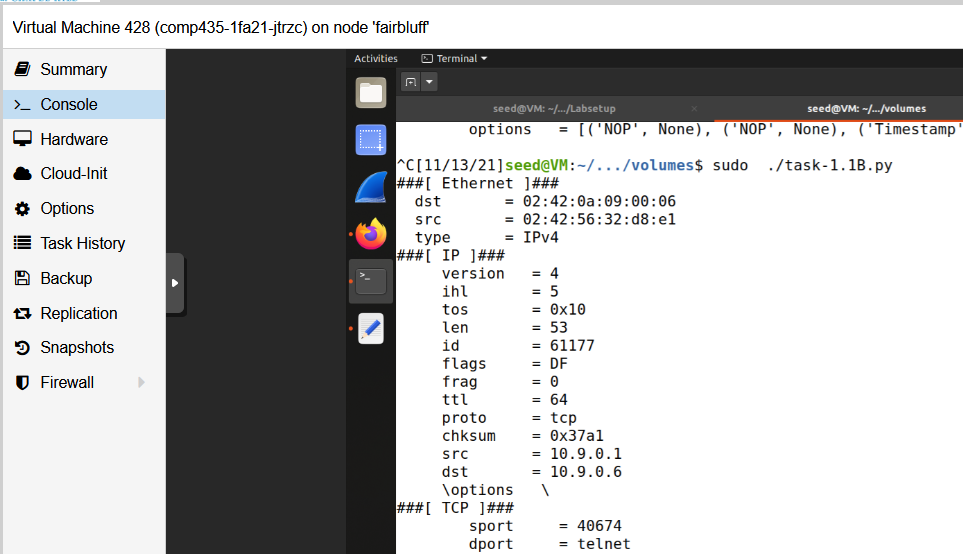 Virtual Machine 428 (comp435-1fa21-jtrzc) on node 'fairbluff'
Summary
Console
Hardware
Cloud-Init
Options
Task History
Backup
Replication
Snapshots
Firewall
Activities Terminal
seed@VM: ~/.../Labsetup × seed@VM: ~/.../volumes
options = [('NOP', None), ('NOP', None), ('Timestamp'
^C[11/13/21]seed@VM:~/.../volumes$ sudo ./task-1.1B.py
###[ Ethernet ]###
dst = 02:42:0a:09:00:06
src = 02:42:56:32:d8:e1
type = IPv4
###[ IP ]###
version = 4
ihl = 5
tos = 0x10
len = 53
id = 61177
flags = DF
frag = 0
ttl = 64
proto = tcp
chksum = 0x37a1
src = 10.9.0.1
dst = 10.9.0.6
\options \
###[ TCP ]###
sport = 40674
dport = telnet